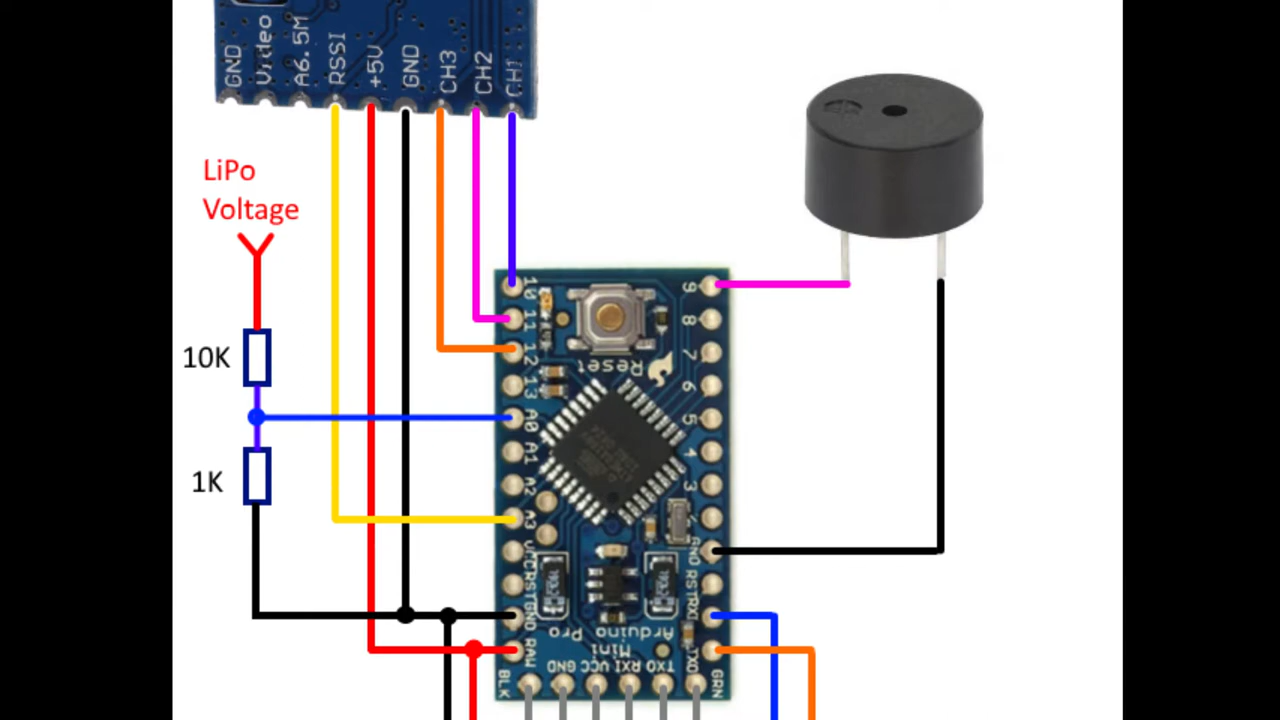 GND
Video
A6.5M
RSSI
+5V
GND
CH3
CH2
CH1
LiPo
Voltage
10K
1K
10
11
12
13
A0
A1
A2
A3
VCC
RST
GND
RAW
BLK
Reset
9
8
7
6
5
4
3
2
GND
RST
RXI
TXO
GRN
Arduino Pro
Mini
GND
VCC
RXI
TXO